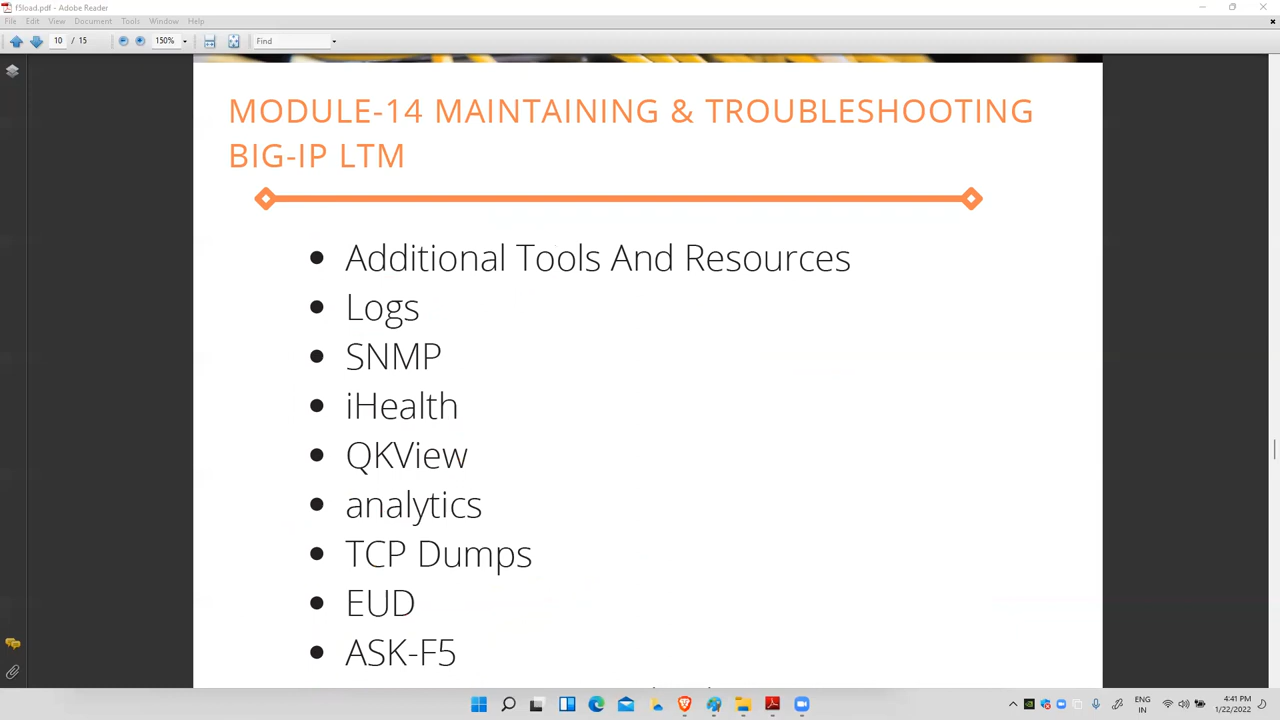 f5load.pdf - Adobe Reader
File Edit View Document Tools Window Help
10 / 15 150% Find
MODULE-14 MAINTAINING & TROUBLESHOOTING
BIG-IP LTM
• Additional Tools And Resources
• Logs
• SNMP
• iHealth
• QKView
• analytics
• TCP Dumps
• EUD
• ASK-F5
ENG 4:41 PM
IN 1/22/2022